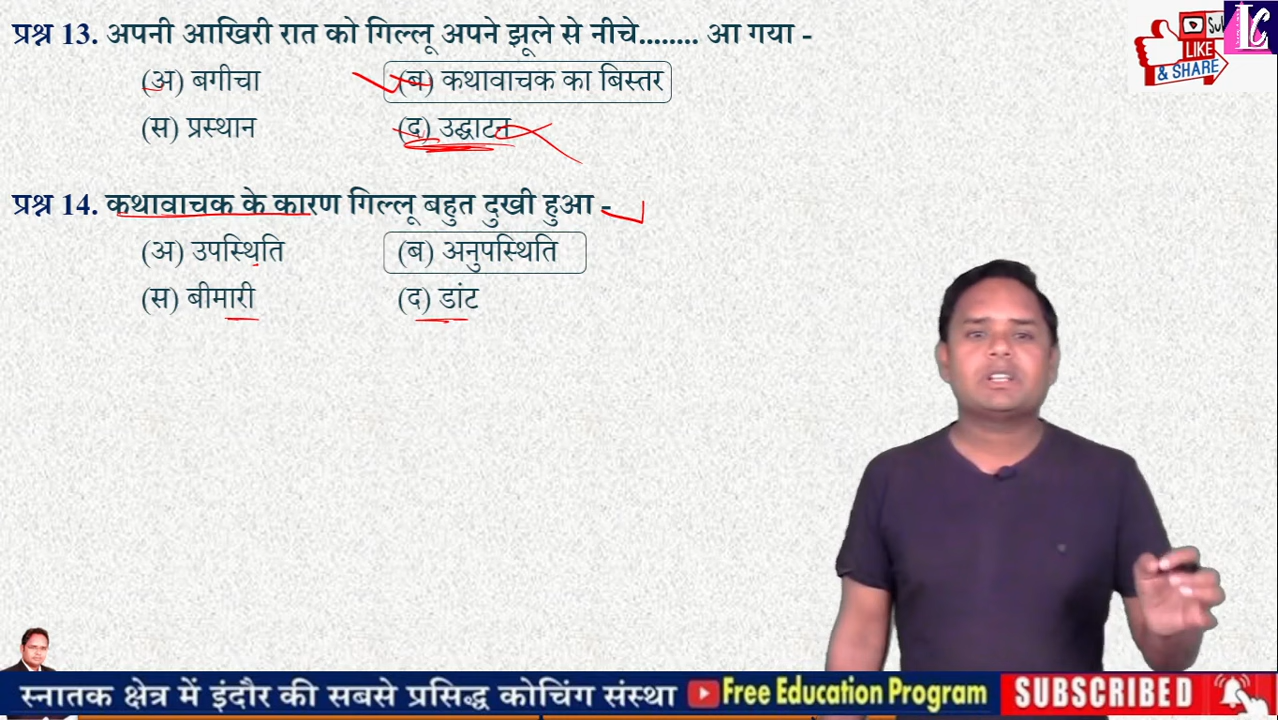 प्रश्न 13. अपनी आखिरी रात को गिल्लू अपने झूले से नीचे........ आ गया -
(अ) बगीचा (ब) कथावाचक का बिस्तर
(स) प्रस्थान (द) उद्घाटन
प्रश्न 14. कथावाचक के कारण गिल्लू बहुत दुखी हुआ -
(अ) उपस्थिति (ब) अनुपस्थिति
(स) बीमारी (द) डांट
LIKE
& SHARE
LC
स्नातक क्षेत्र में इंदौर की सबसे प्रसिद्ध कोचिंग संस्था Free Education Program SUBSCRIBED